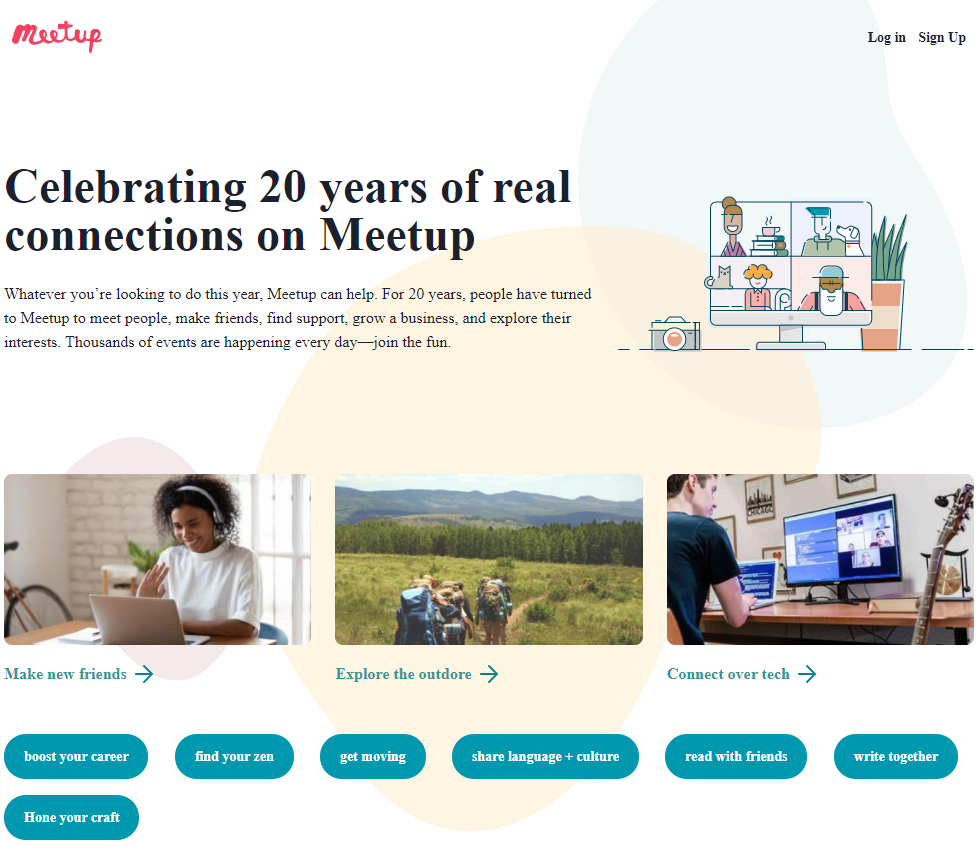 Meetup
Log in Sign Up
Celebrating 20 years of real
connections on Meetup
Whatever you’re looking to do this year, Meetup can help. For 20 years, people have turned
to Meetup to meet people, make friends, find support, grow a business, and explore their
interests. Thousands of events are happening every day—join the fun.
CHICAGO
Make new friends →
Explore the outdore →
Connect over tech →
boost your career
find your zen
get moving
share language + culture
read with friends
write together
Hone your craft